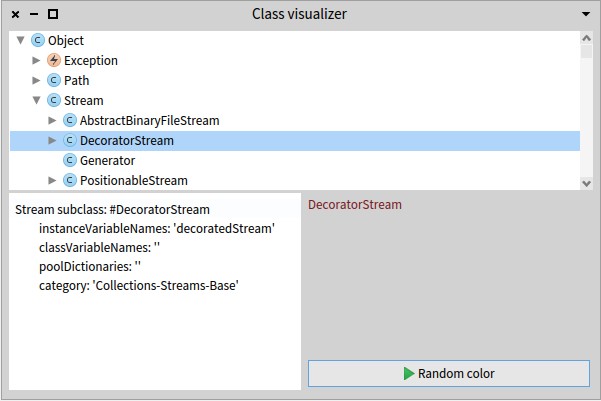 Class visualizer
Object
Exception
Path
Stream
AbstractBinaryFileStream
DecoratorStream
Generator
PositionableStream
Stream subclass: #DecoratorStream
instanceVariableNames: 'decoratedStream'
classVariableNames: ''
poolDictionaries: ''
category: 'Collections-Streams-Base'
DecoratorStream
Random color